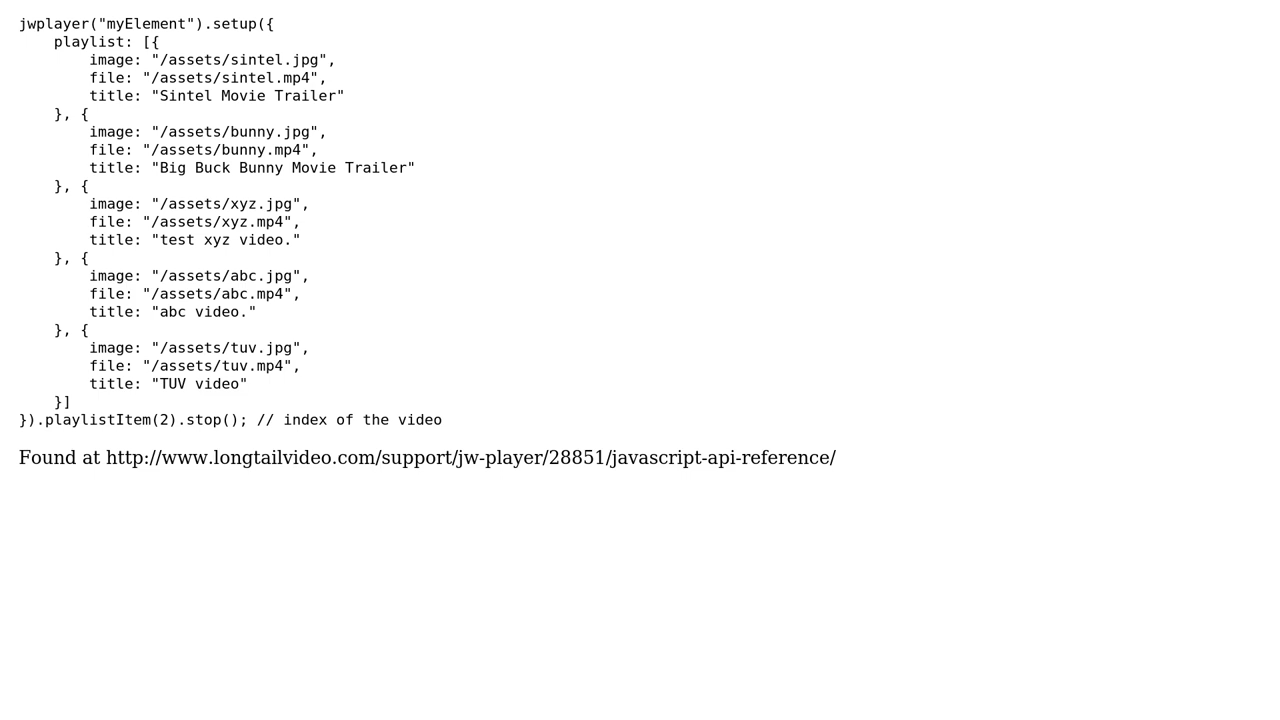 jwplayer("myElement").setup({
    playlist: [{
        image: "/assets/sintel.jpg",
        file: "/assets/sintel.mp4",
        title: "Sintel Movie Trailer"
    }, {
        image: "/assets/bunny.jpg",
        file: "/assets/bunny.mp4",
        title: "Big Buck Bunny Movie Trailer"
    }, {
        image: "/assets/xyz.jpg",
        file: "/assets/xyz.mp4",
        title: "test xyz video."
    }, {
        image: "/assets/abc.jpg",
        file: "/assets/abc.mp4",
        title: "abc video."
    }, {
        image: "/assets/tuv.jpg",
        file: "/assets/tuv.mp4",
        title: "TUV video"
    }]
}).playlistItem(2).stop(); // index of the video
Found at http://www.longtailvideo.com/support/jw-player/28851/javascript-api-reference/